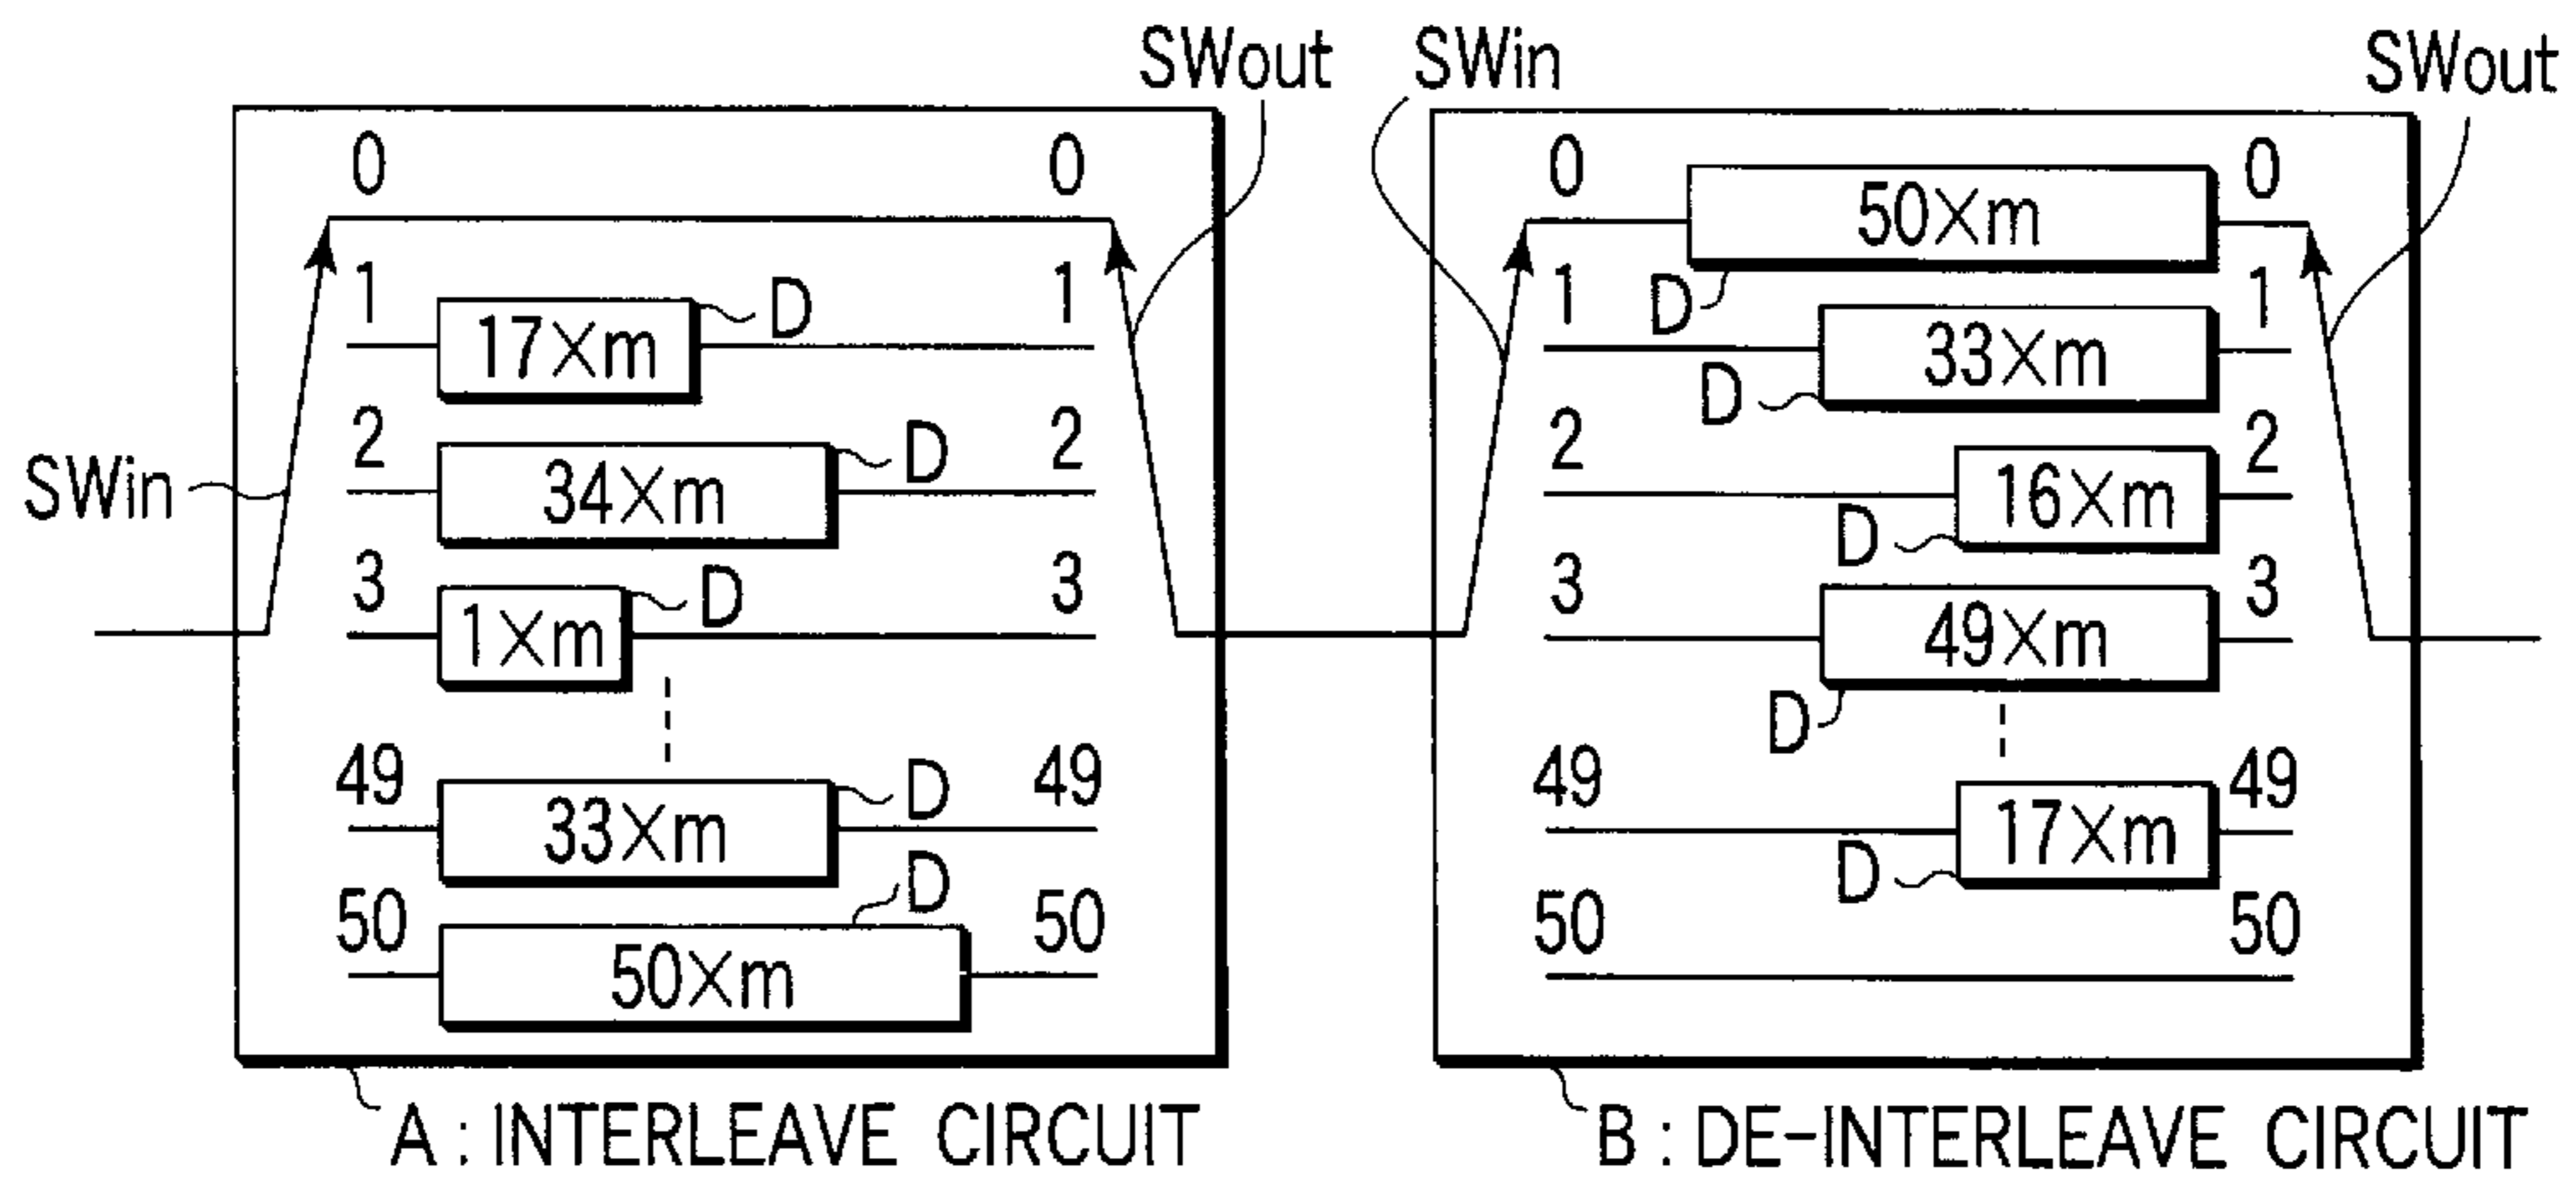 SWout SWin SWout
0 0 0 50×m 0
1 17×m D 1 1 D 33×m 1
2 34×m D 2 2 D 16×m 2
SWin
3 1×m D 3 3 D 49×m 3
49 33×m D 49 49 D 17×m 49
50 50×m D 50 50 50
A : INTERLEAVE CIRCUIT B : DE-INTERLEAVE CIRCUIT
D